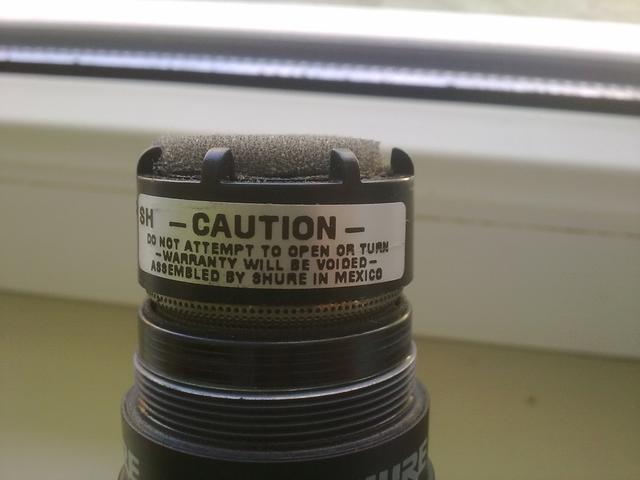 SH – CAUTION –
DO NOT ATTEMPT TO OPEN OR TURN
-WARRANTY WILL BE VOIDED-
ASSEMBLED BY SHURE IN MEXICO